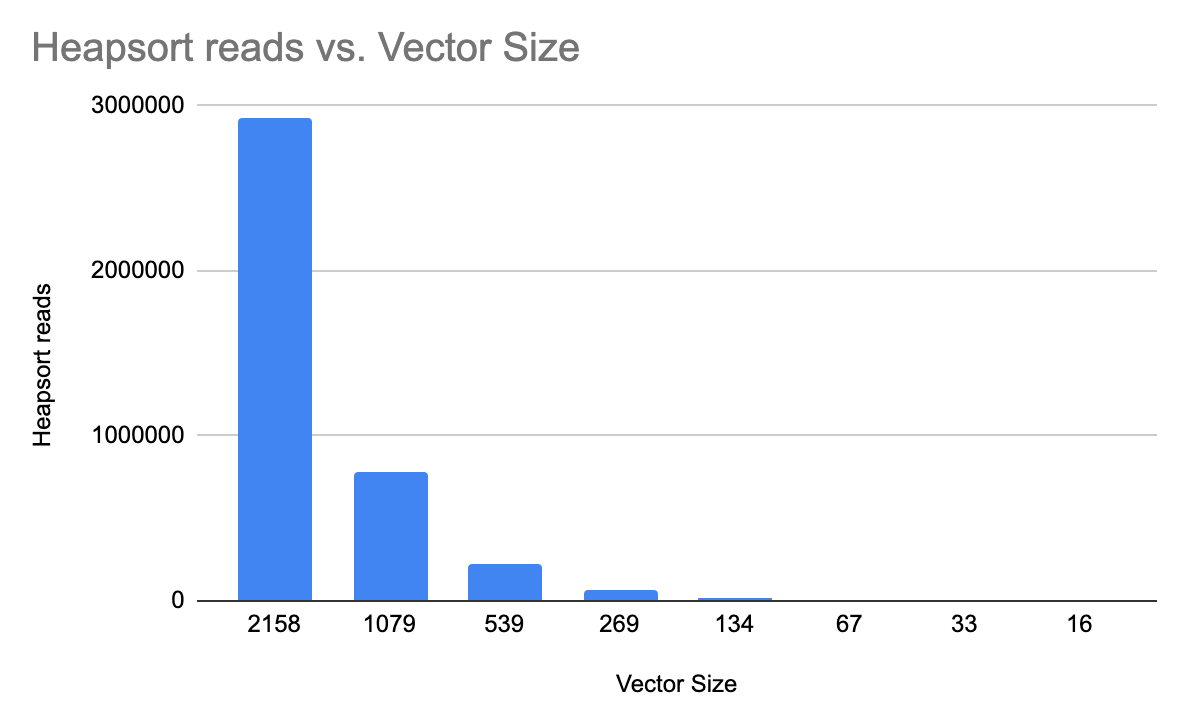 Heapsort reads vs. Vector Size
3000000
2000000
1000000
0
Heapsort reads
2158 1079 539 269 134 67 33 16
Vector Size